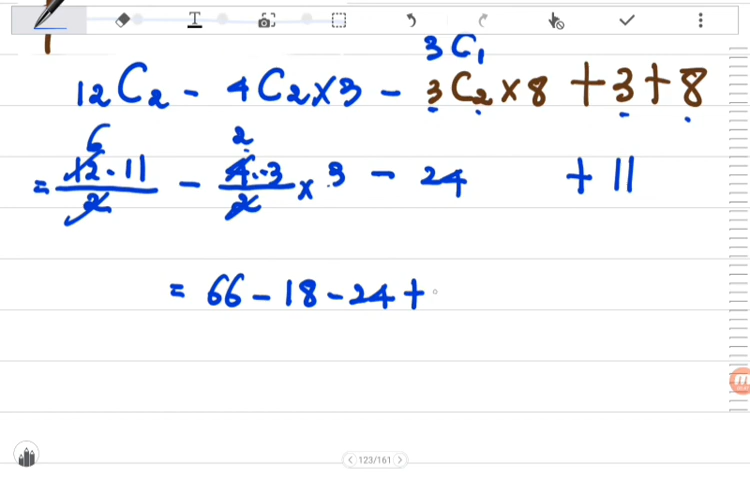 3C₁
12C₂ - 4C₂×3 - 3C₂×8 +3+8
6 2
= 12·11/2 - 4·3/2 × 3 - 24 + 11
= 66-18-24+
123/161